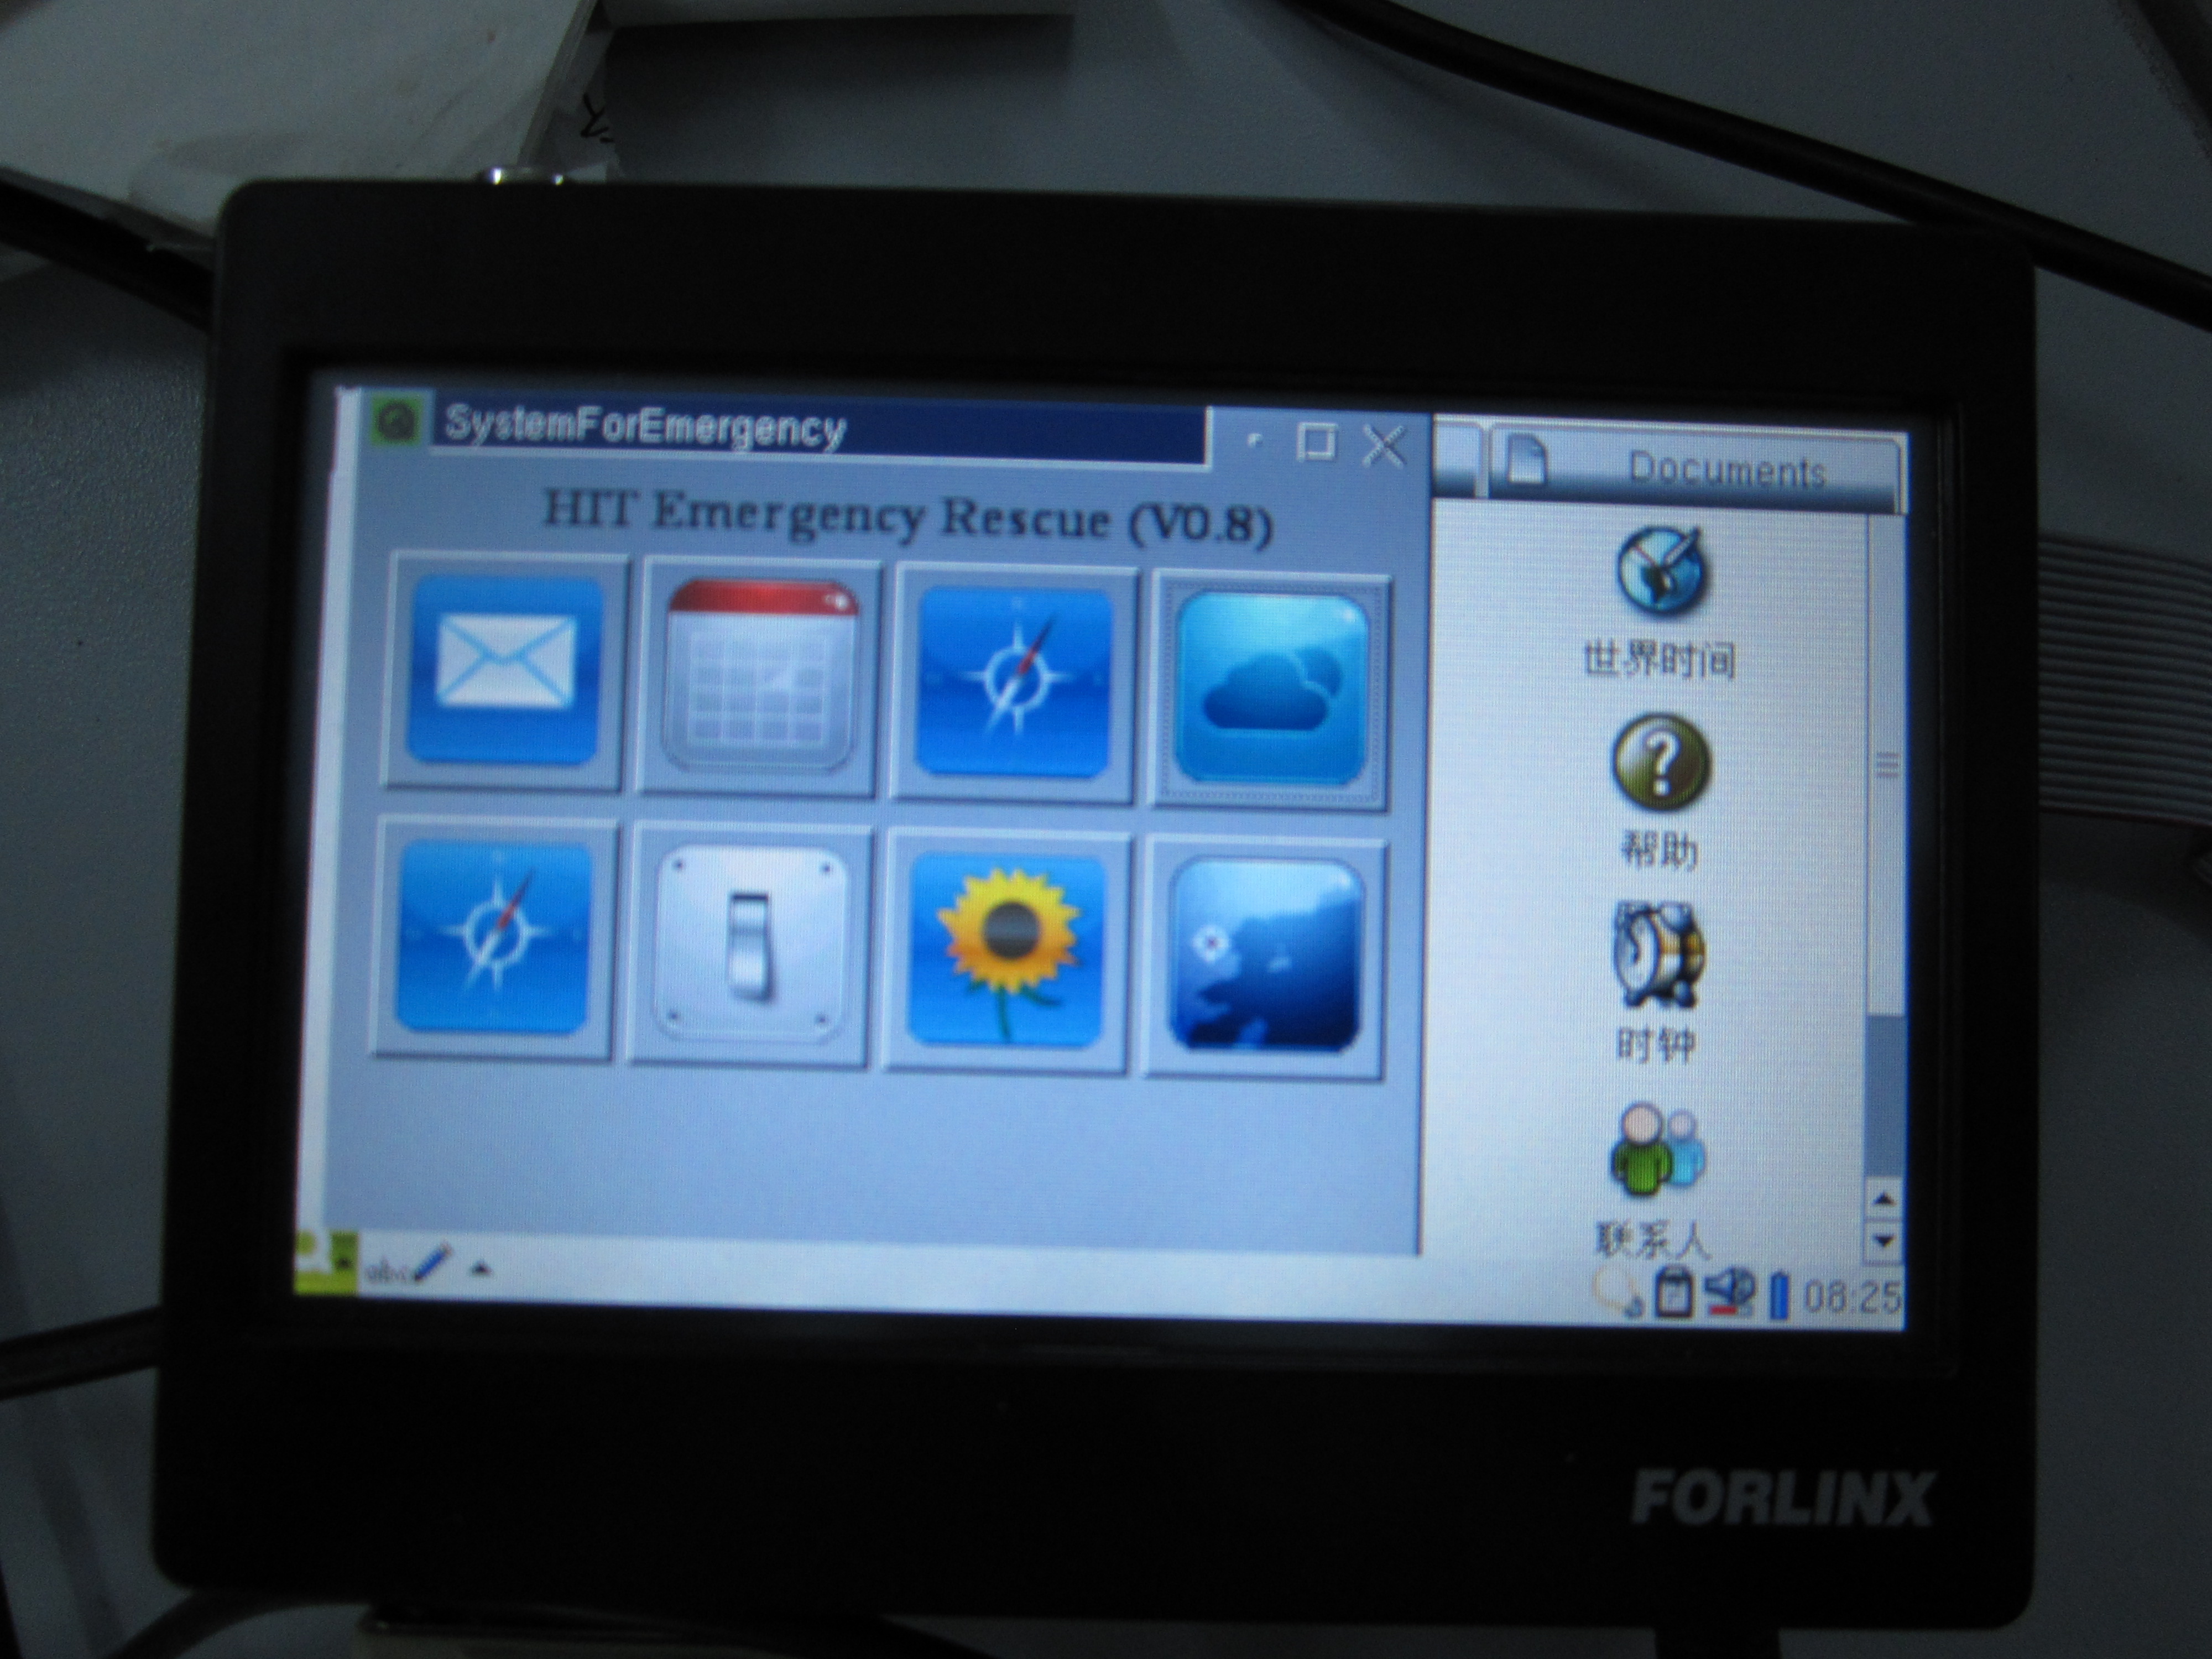 SystemForEmergency
HIT Emergency Rescue (V0.8)
Documents
世界时间
帮助
时钟
联系人
abc
08:25
FORLINX